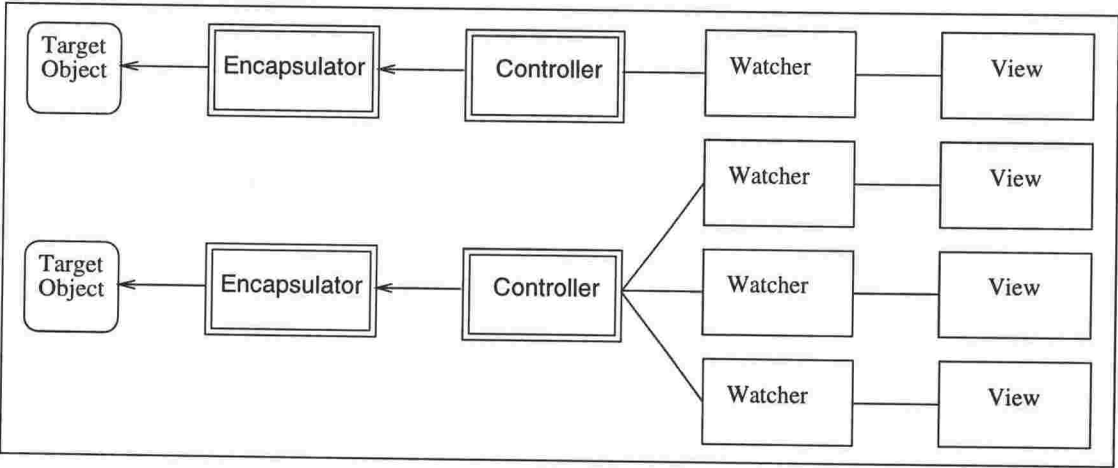 Target
Object
Encapsulator
Controller
Watcher
View
Watcher
View
Target
Object
Encapsulator
Controller
Watcher
View
Watcher
View